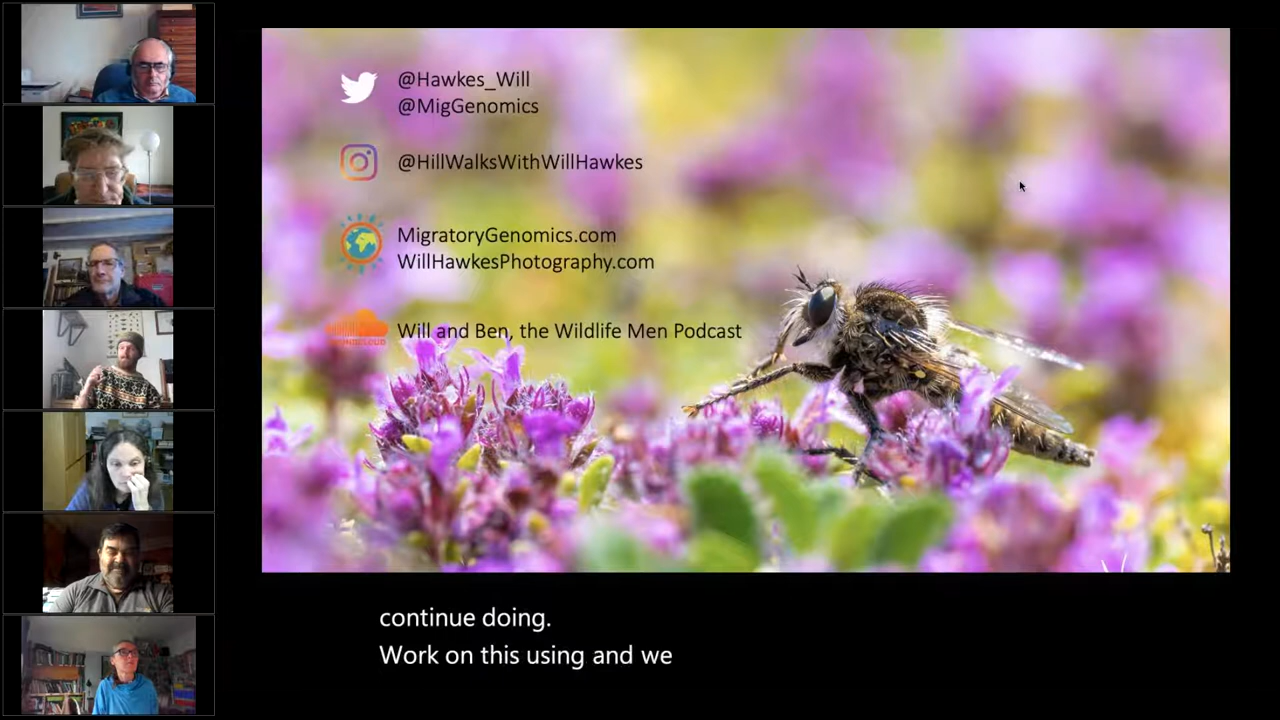 @Hawkes_Will
@MigGenomics
@HillWalksWithWillHawkes
MigratoryGenomics.com
WillHawkesPhotography.com
Will and Ben, the Wildlife Men Podcast
continue doing.
Work on this using and we